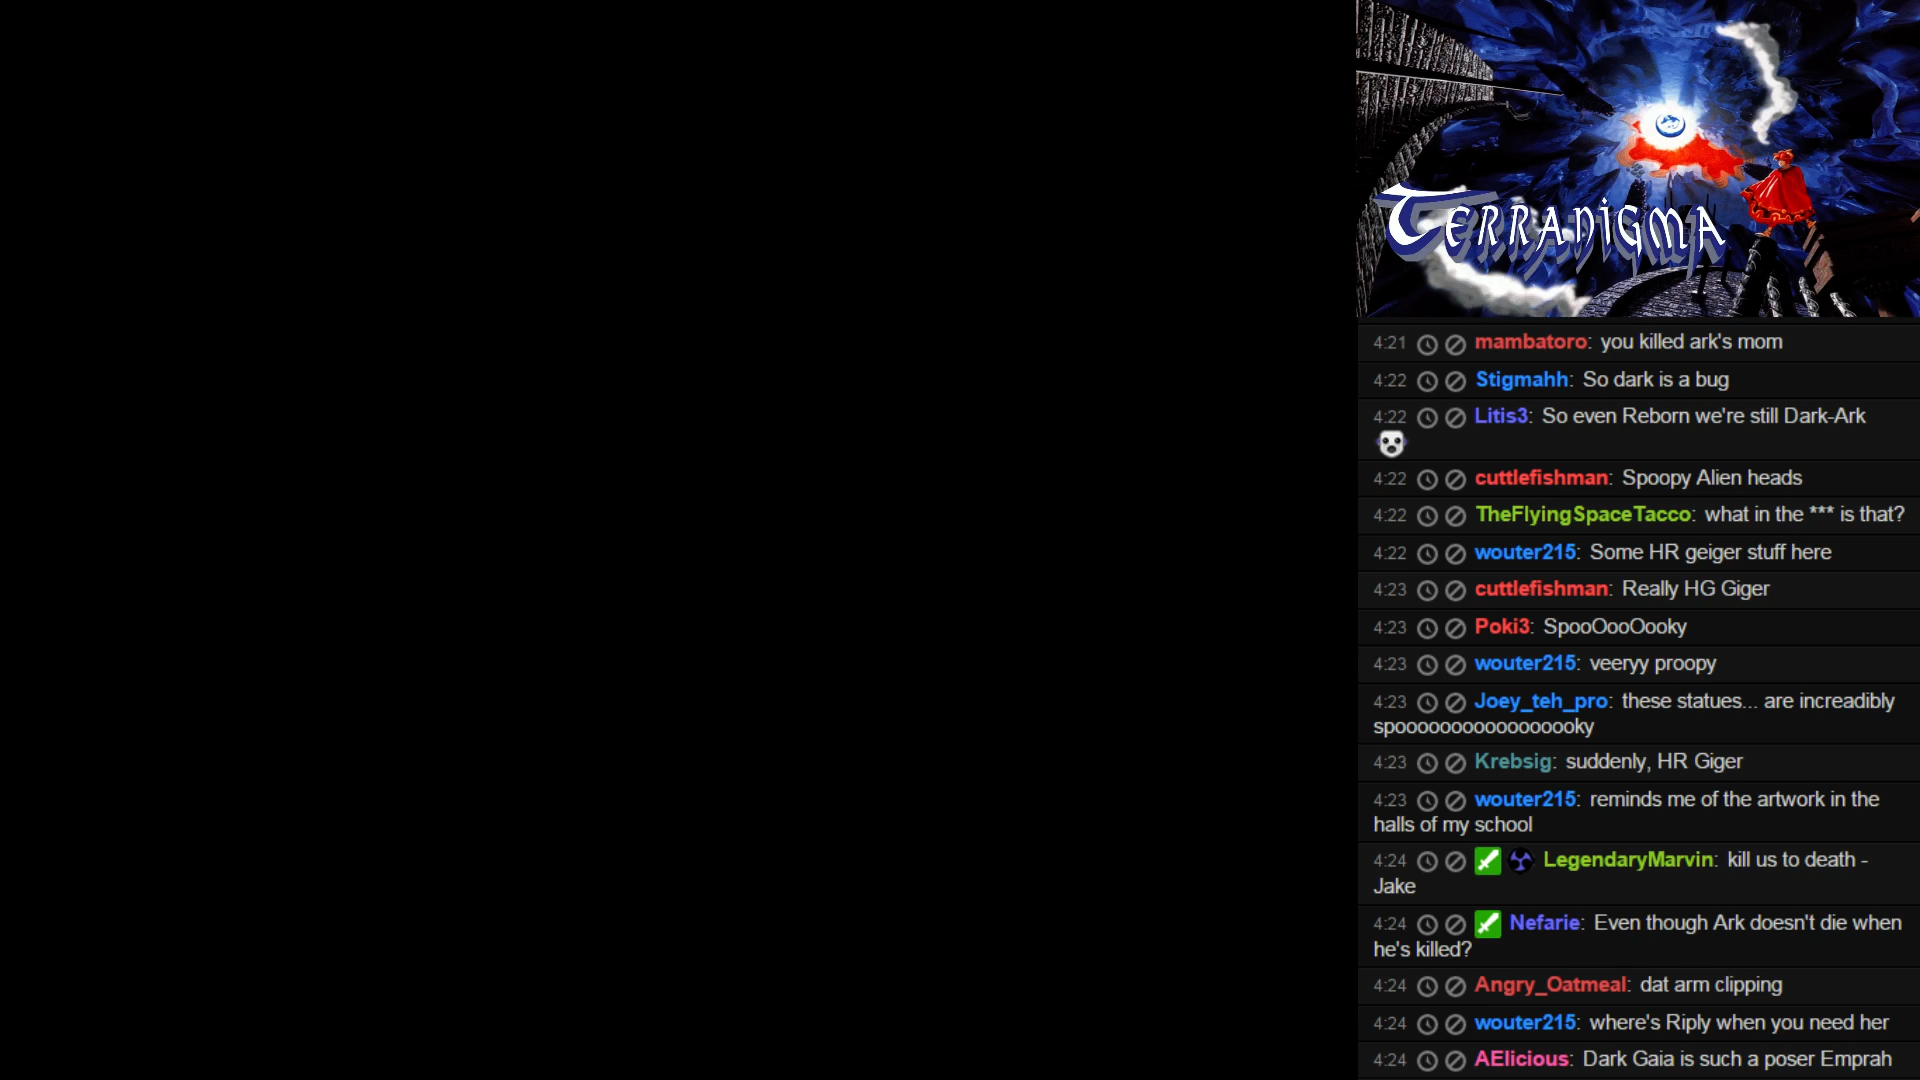 TERRANIGMA
4:21 mambatoro: you killed ark's mom
4:22 Stigmahh: So dark is a bug
4:22 Litis3: So even Reborn we're still Dark-Ark
4:22 cuttlefishman: Spoopy Alien heads
4:22 TheFlyingSpaceTacco: what in the *** is that?
4:22 wouter215: Some HR geiger stuff here
4:23 cuttlefishman: Really HG Giger
4:23 Poki3: SpooOooOooky
4:23 wouter215: veeryy proopy
4:23 Joey_teh_pro: these statues... are increadibly
spooooooooooooooooky
4:23 Krebsig: suddenly, HR Giger
4:23 wouter215: reminds me of the artwork in the
halls of my school
4:24 LegendaryMarvin: kill us to death -
Jake
4:24 Nefarie: Even though Ark doesn't die when
he's killed?
4:24 Angry_Oatmeal: dat arm clipping
4:24 wouter215: where's Riply when you need her
4:24 AElicious: Dark Gaia is such a poser Emprah